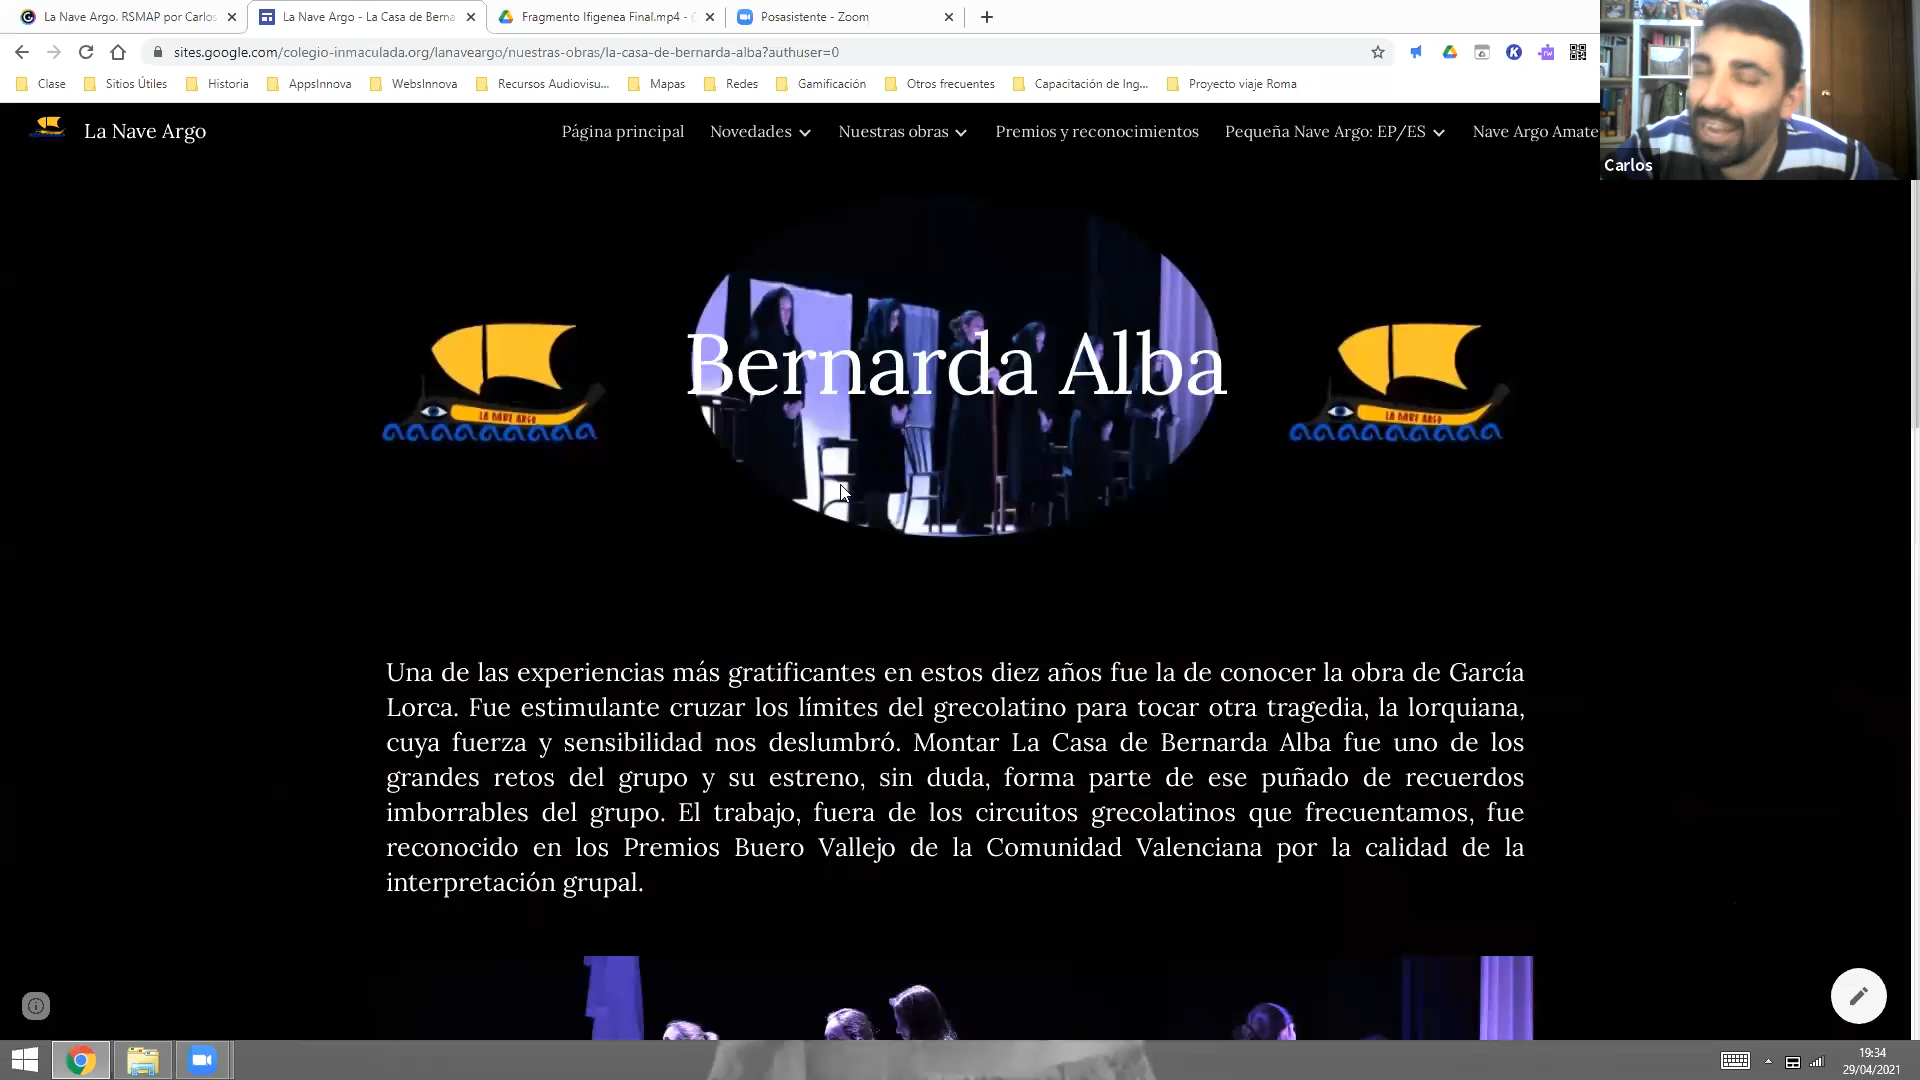 La Nave Argo. RSMAP por Carlos
La Nave Argo - La Casa de Berna
Fragmento Ifigenea Final.mp4 -
Posasistente - Zoom
sites.google.com/colegio-inmaculada.org/lanaveargo/nuestras-obras/la-casa-de-bernarda-alba?authuser=0
Clase Sitios Útiles Historia AppsInnova WebsInnova Recursos Audiovisu... Mapas Redes Gamificación Otros frecuentes Capacitación de Ing... Proyecto viaje Roma
La Nave Argo Página principal Novedades Nuestras obras Premios y reconocimientos Pequeña Nave Argo: EP/ES Nave Argo Amate
Carlos
Bernarda Alba
LA NAVE ARGO
LA NAVE ARGO
Una de las experiencias más gratificantes en estos diez años fue la de conocer la obra de García
Lorca. Fue estimulante cruzar los límites del grecolatino para tocar otra tragedia, la lorquiana,
cuya fuerza y sensibilidad nos deslumbró. Montar La Casa de Bernarda Alba fue uno de los
grandes retos del grupo y su estreno, sin duda, forma parte de ese puñado de recuerdos
imborrables del grupo. El trabajo, fuera de los circuitos grecolatinos que frecuentamos, fue
reconocido en los Premios Buero Vallejo de la Comunidad Valenciana por la calidad de la
interpretación grupal.
19:34
29/04/2021